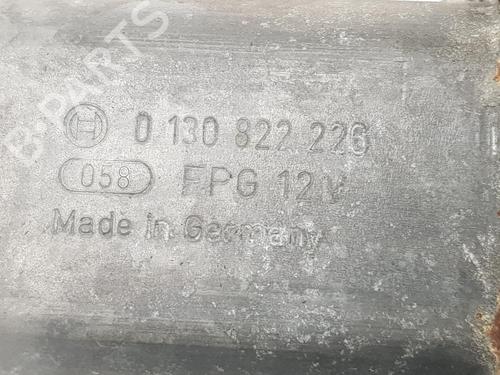 B-PARTS
0 130 822 226
058 FPG 12V
Made in Germany